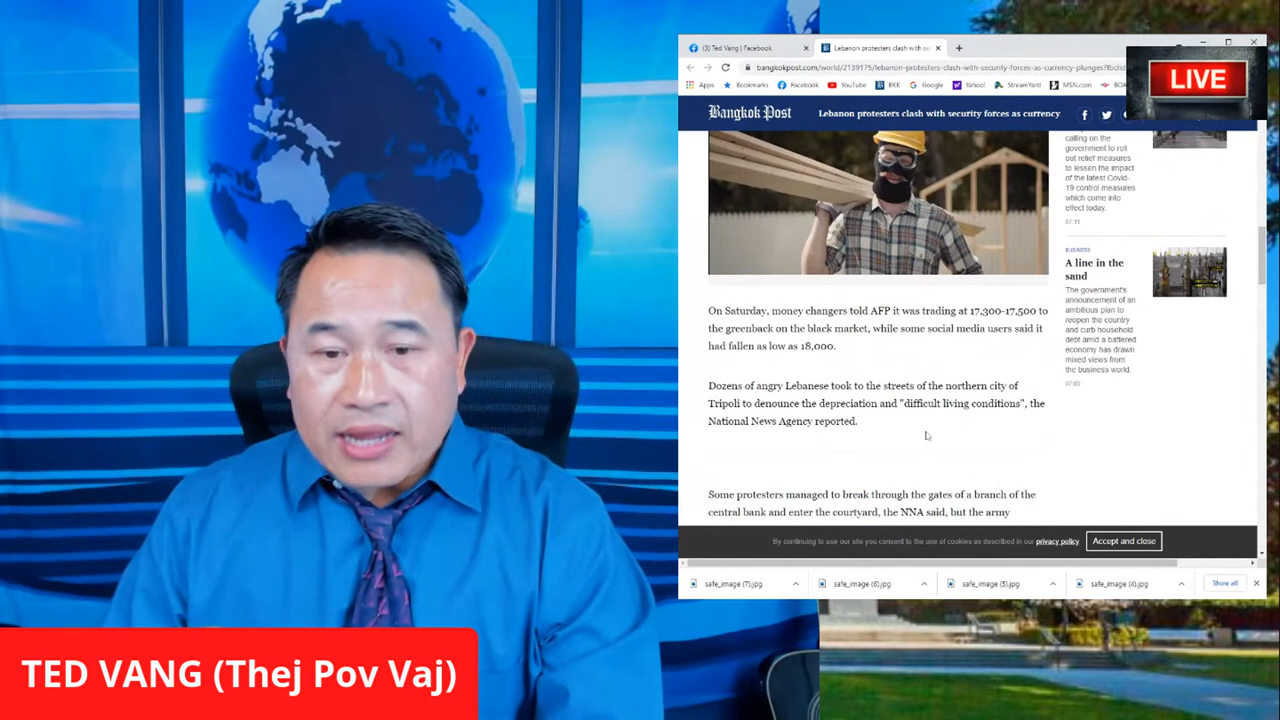 (3) Ted Vang | Facebook
Lebanon protesters clash with se
bangkokpost.com/world/2139175/lebanon-protesters-clash-with-security-forces-as-currency-plunges?fbclid
Apps
Bookmarks
Facebook
YouTube
BKK
Google
Yahoo!
StreamYard
MSN.com
LIVE
Bangkok Post
Lebanon protesters clash with security forces as currency
calling on the
government to roll
out relief measures
to lessen the impact
of the latest Covid-
19 control measures
which come into
effect today.
07:11
BUSINESS
A line in the
sand
The government's
announcement of an
ambitious plan to
reopen the country
and curb household
debt amid a battered
economy has drawn
mixed views from
the business world.
07:05
On Saturday, money changers told AFP it was trading at 17,300-17,500 to
the greenback on the black market, while some social media users said it
had fallen as low as 18,000.
Dozens of angry Lebanese took to the streets of the northern city of
Tripoli to denounce the depreciation and "difficult living conditions", the
National News Agency reported.
Some protesters managed to break through the gates of a branch of the
central bank and enter the courtyard, the NNA said, but the army
By continuing to use our site you consent to the use of cookies as described in our privacy policy
Accept and close
safe_image (7).jpg
safe_image (6).jpg
safe_image (5).jpg
safe_image (4).jpg
Show all
TED VANG (Thej Pov Vaj)